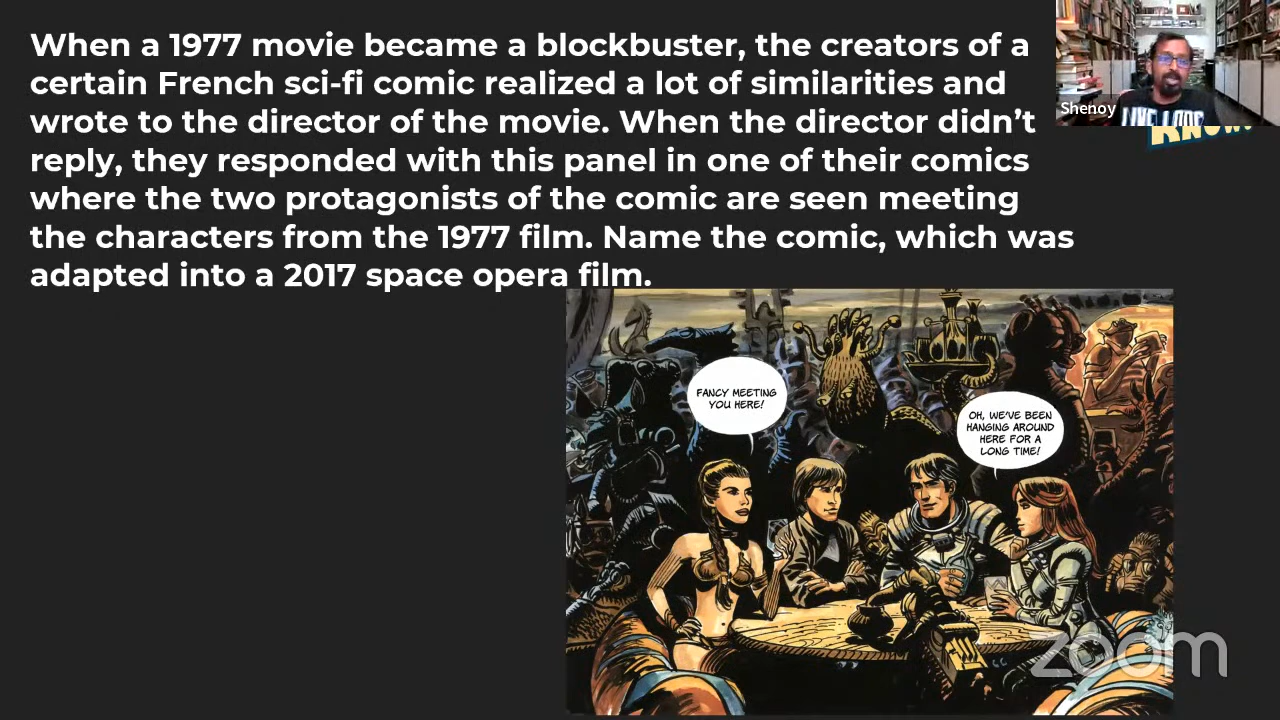 When a 1977 movie became a blockbuster, the creators of a
certain French sci-fi comic realized a lot of similarities and
wrote to the director of the movie. When the director didn’t
reply, they responded with this panel in one of their comics
where the two protagonists of the comic are seen meeting
the characters from the 1977 film. Name the comic, which was
adapted into a 2017 space opera film.
Shenoy
FANCY MEETING
YOU HERE!
OH, WE'VE BEEN
HANGING AROUND
HERE FOR A
LONG TIME!
zoom